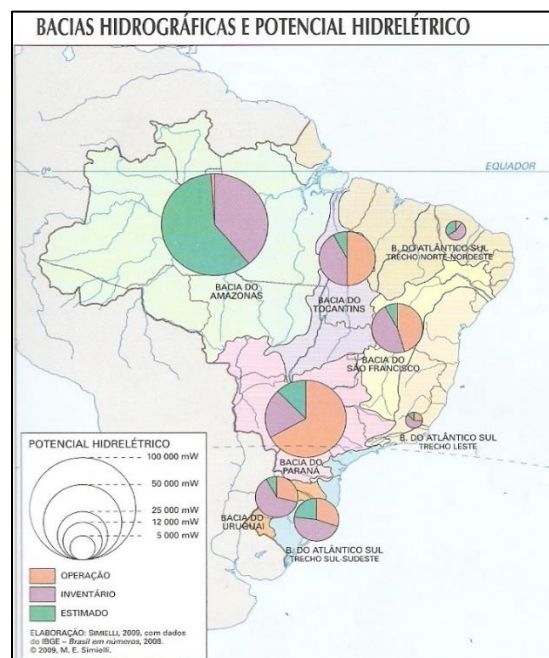 BACIAS HIDROGRÁFICAS E POTENCIAL HIDRELÉTRICO
0°
EQUADOR
B. DO ATLÂNTICO SUL
TRECHO NORTE-NORDESTE
BACIA DO
AMAZONAS
BACIA DO
TOCANTINS
BACIA DO
SÃO FRANCISCO
B. DO ATLÂNTICO SUL
TRECHO LESTE
BACIA DO
PARANÁ
BACIA DO
URUGUAI
B. DO ATLÂNTICO SUL
TRECHO SUL-SUDESTE
POTENCIAL HIDRELÉTRICO
100 000 mW
50 000 mW
25 000 mW
12 000 mW
5 000 mW
OPERAÇÃO
INVENTÁRIO
ESTIMADO
ELABORAÇÃO: SIMIELLI, 2009, com dados
do IBGE – Brasil em números, 2008.
© 2009, M. E. Simielli.